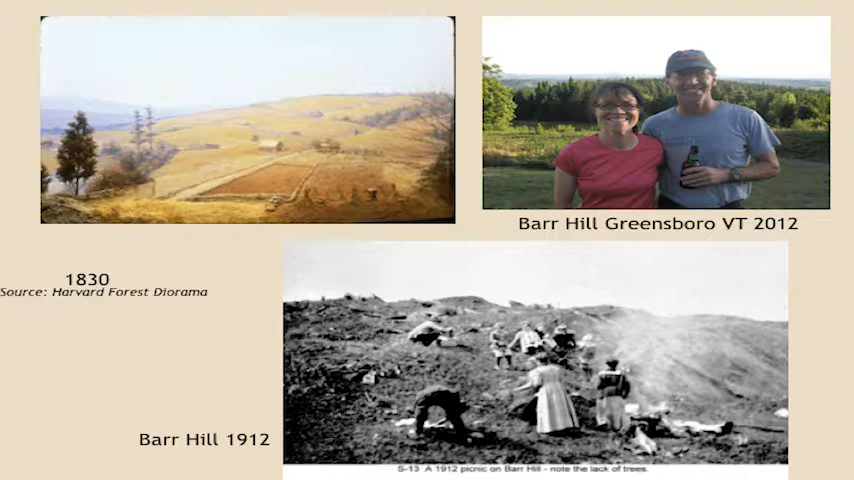 Barr Hill Greensboro VT 2012
1830
Source: Harvard Forest Diorama
Barr Hill 1912
S-13 A 1912 picnic on Barr Hill - note the lack of trees.